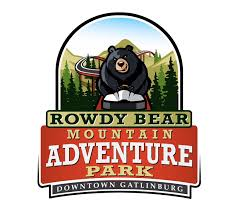 ROWDY BEAR
MOUNTAIN
ADVENTURE
PARK
DOWNTOWN GATLINBURG